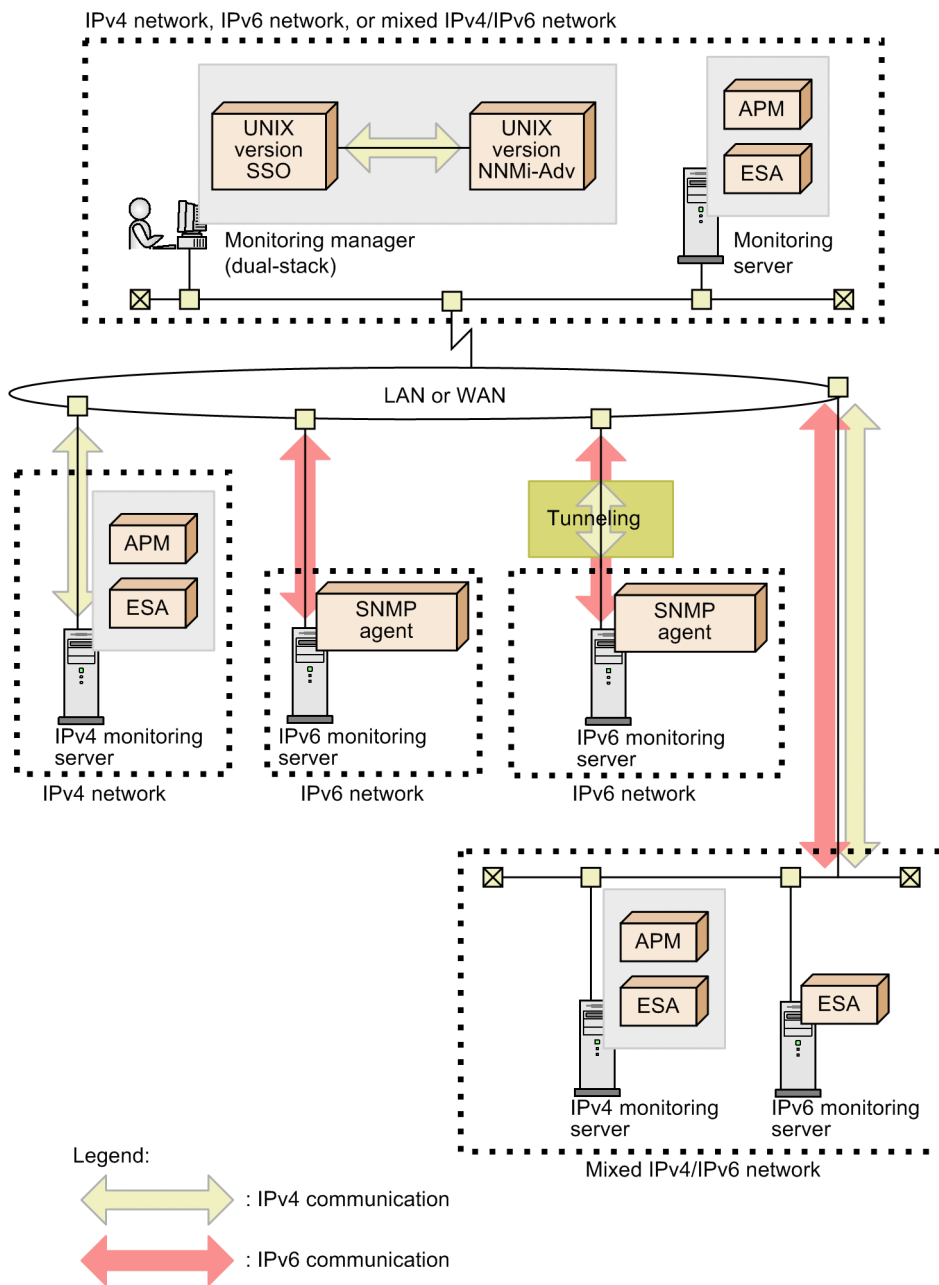 IPv4 network, IPv6 network, or mixed IPv4/IPv6 network
UNIX
version
SSO
UNIX
version
NNMi-Adv
APM
ESA
Monitoring manager
(dual-stack)
Monitoring
server
LAN or WAN
APM
ESA
IPv4 monitoring
server
IPv4 network
SNMP
agent
IPv6 monitoring
server
IPv6 network
Tunneling
SNMP
agent
IPv6 monitoring
server
IPv6 network
APM
ESA
IPv4 monitoring
server
ESA
IPv6 monitoring
server
Mixed IPv4/IPv6 network
Legend:
: IPv4 communication
: IPv6 communication